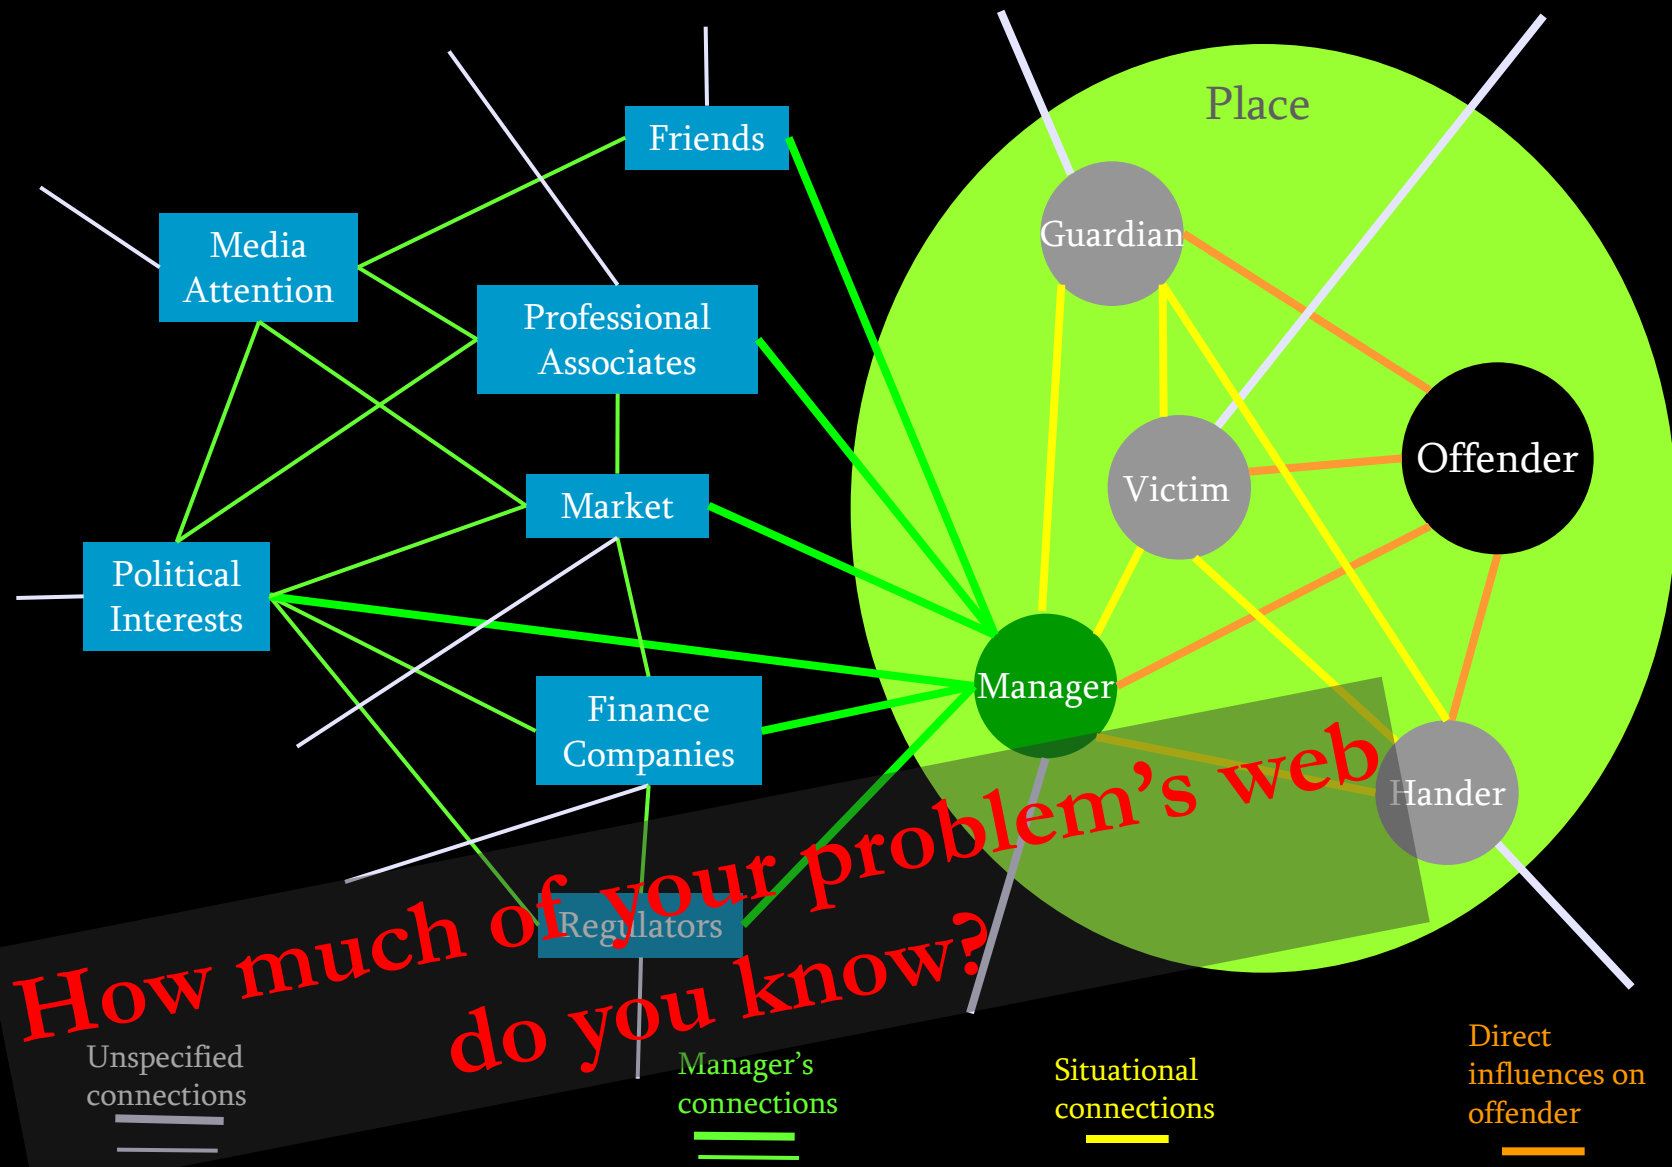 Place
Friends
Guardian
Media
Attention
Professional
Associates
Offender
Victim
Market
Political
Interests
Manager
Finance
Companies
Hander
Regulators
How much of your problem’s web
do you know?
Unspecified
connections
Manager’s
connections
Situational
connections
Direct
influences on
offender